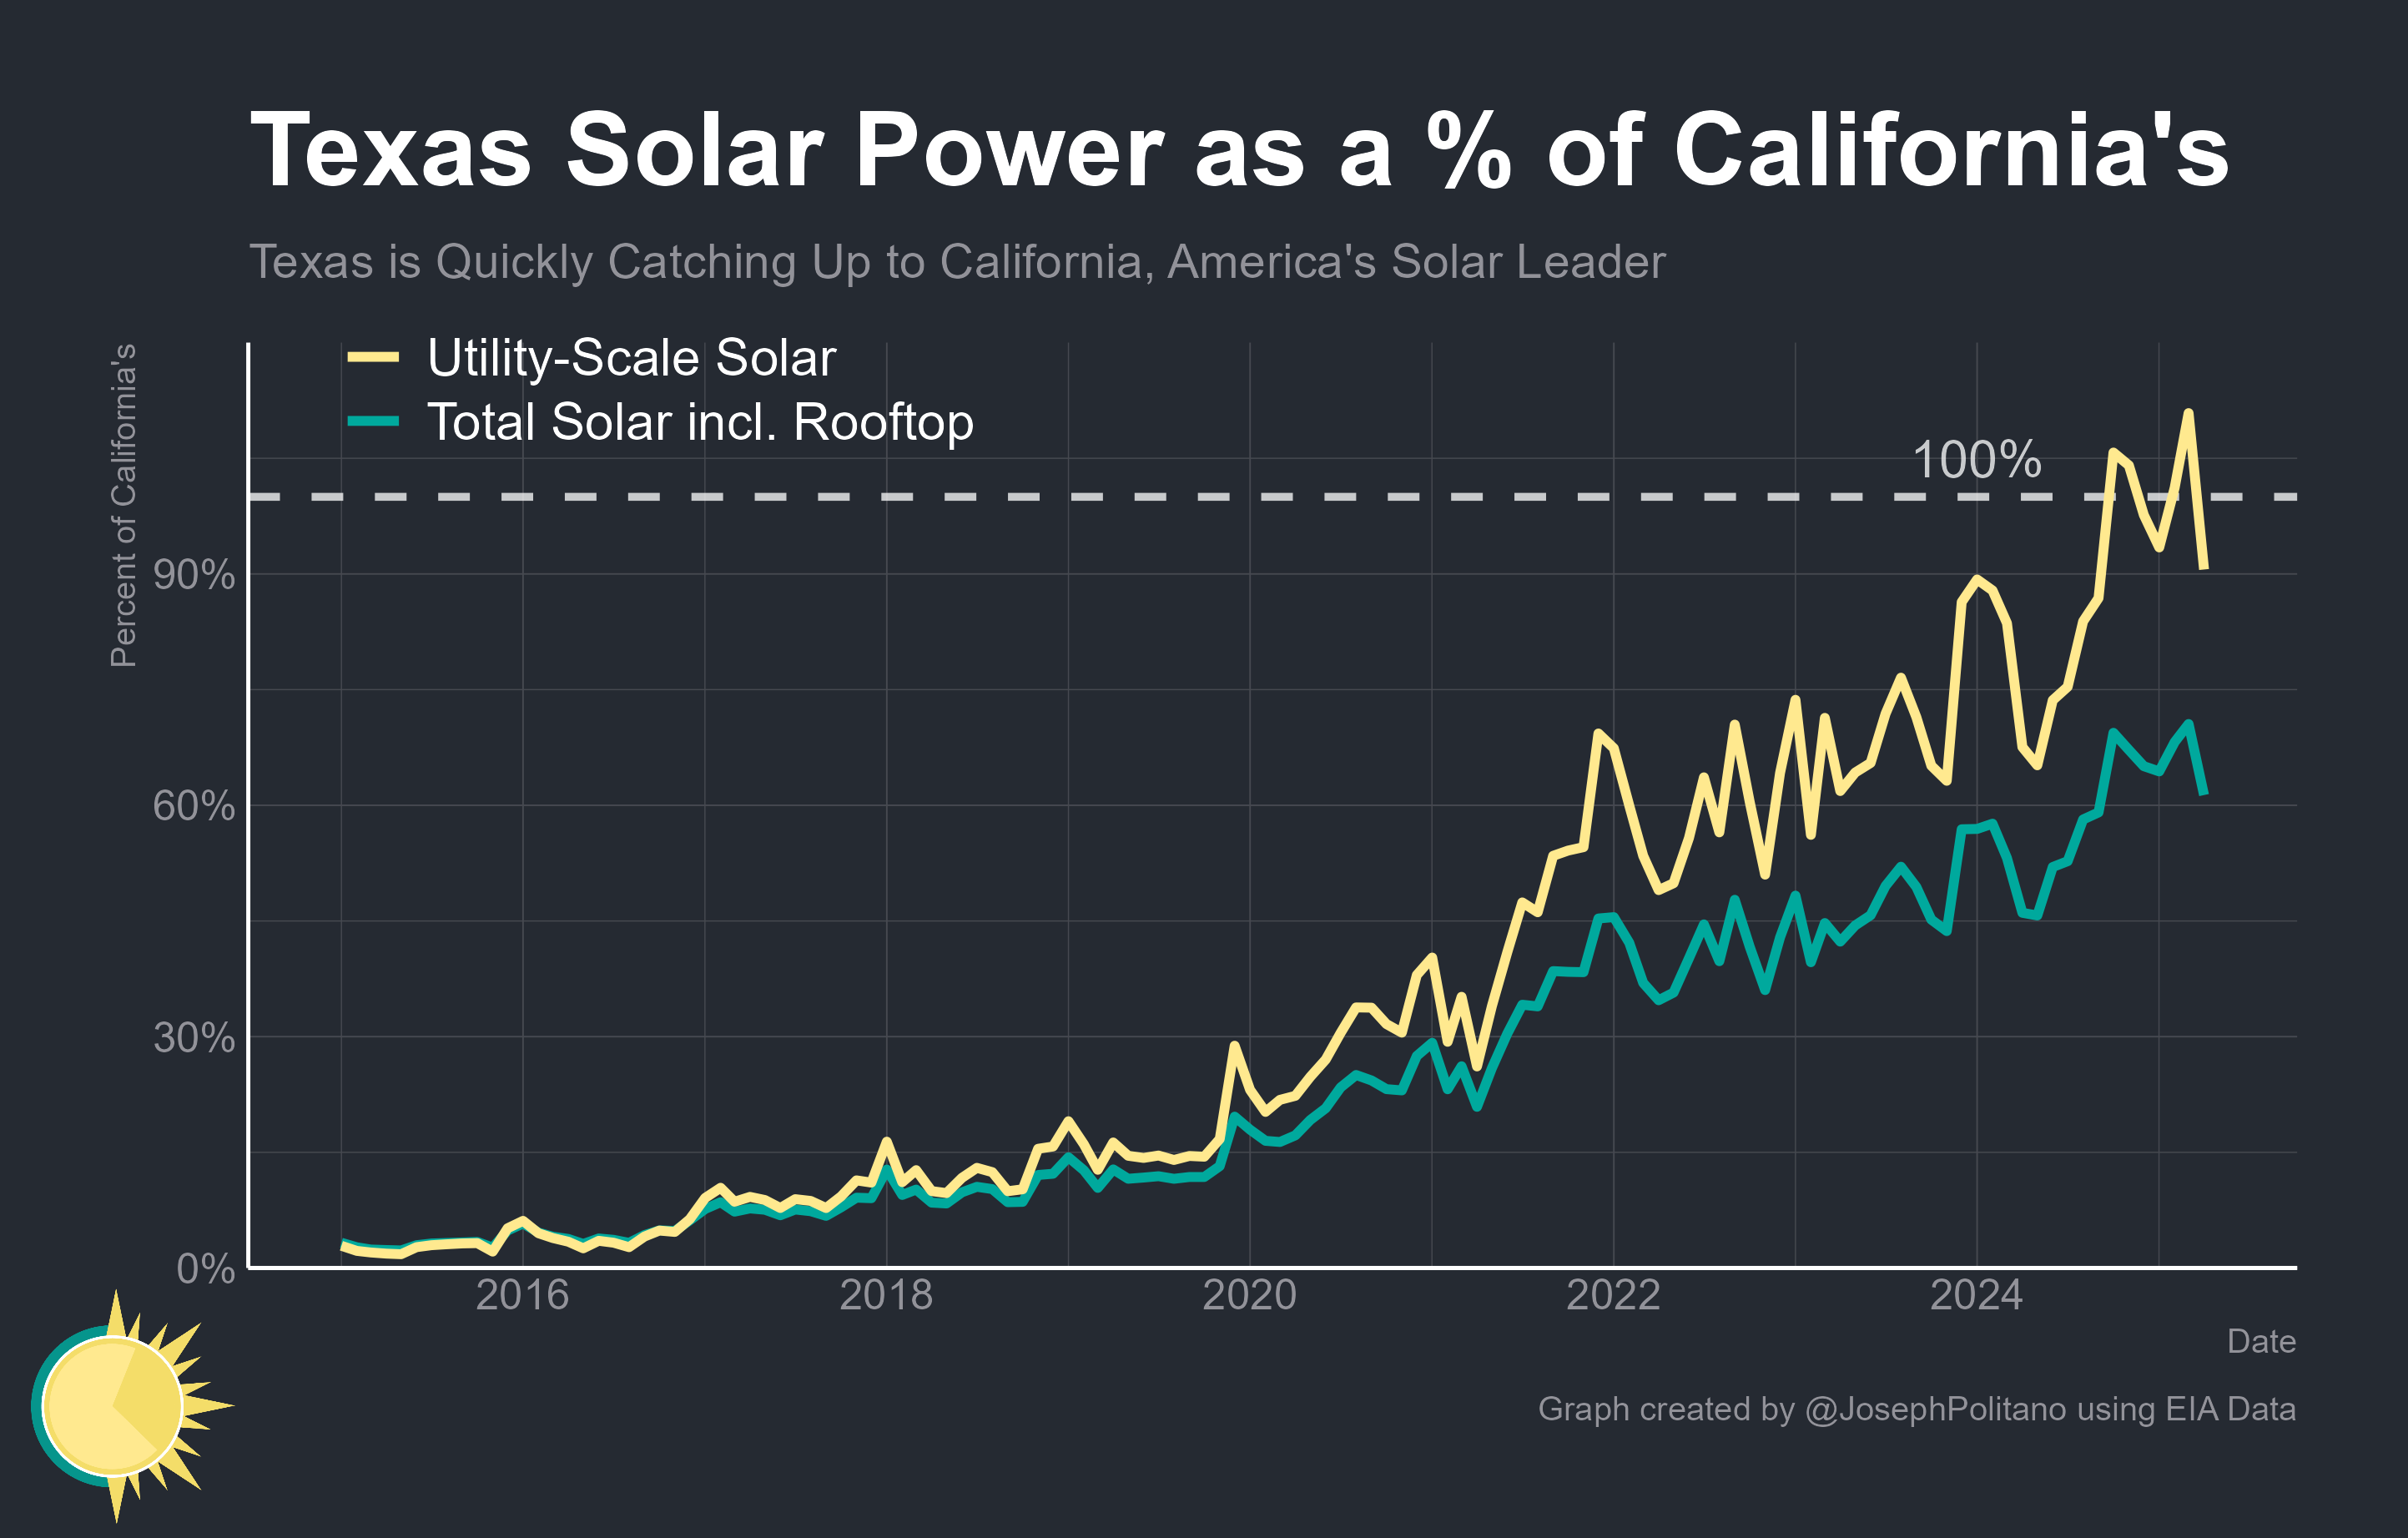 Texas Solar Power as a % of California's
Texas is Quickly Catching Up to California, America's Solar Leader
Utility-Scale Solar
Total Solar incl. Rooftop
Percent of California's
100%
90%
60%
30%
0%
2016
2018
2020
2022
2024
Date
Graph created by @JosephPolitano using EIA Data